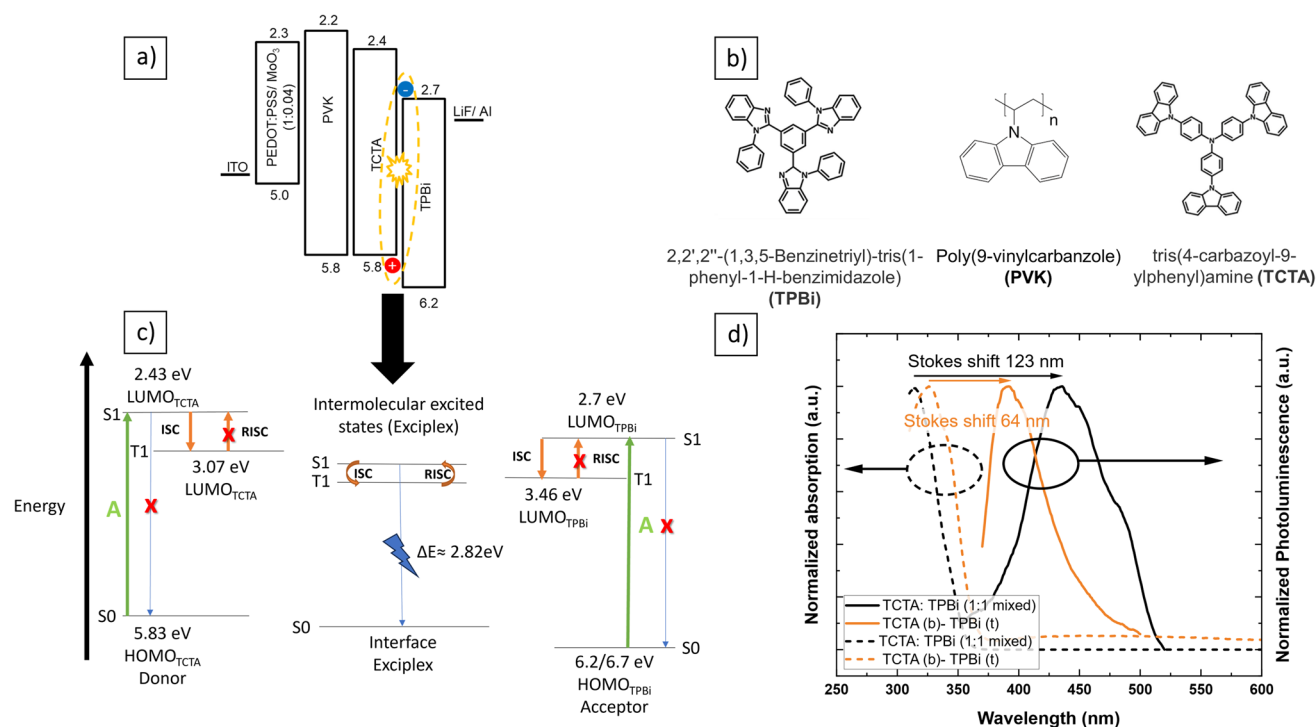 a)
2.3
2.2
2.4
2.7
PEDOT:PSS/ MoO3
(1:0.04)
PVK
TCTA
TPBi
-
+
ITO
LiF/ Al
5.0
5.8
5.8
6.2
b)
N
N
N
N
N
N
n
N
N
N
N
N
2,2',2"-(1,3,5-Benzinetriyl)-tris(1-
phenyl-1-H-benzimidazole)
(TPBi)
Poly(9-vinylcarbanzole)
(PVK)
tris(4-carbazoyl-9-
ylphenyl)amine (TCTA)
c)
Energy
2.43 eV
LUMOTCTA
S1
ISC
RISC
X
T1
3.07 eV
LUMOTCTA
A
X
S0
5.83 eV
HOMOTCTA
Donor
Intermolecular excited
states (Exciplex)
S1
T1
ISC
RISC
ΔE≈ 2.82eV
S0
Interface
Exciplex
2.7 eV
LUMOTPBi
S1
ISC
RISC
X
T1
3.46 eV
LUMOTPBi
A
X
S0
6.2/6.7 eV
HOMOTPBi
Acceptor
d)
Stokes shift 123 nm
Stokes shift 64 nm
Normalized absorption (a.u.)
Normalized Photoluminescence (a.u.)
TCTA: TPBi (1:1 mixed)
TCTA (b)- TPBi (t)
TCTA: TPBi (1:1 mixed)
TCTA (b)- TPBi (t)
250 300 350 400 450 500 550 600
Wavelength (nm)